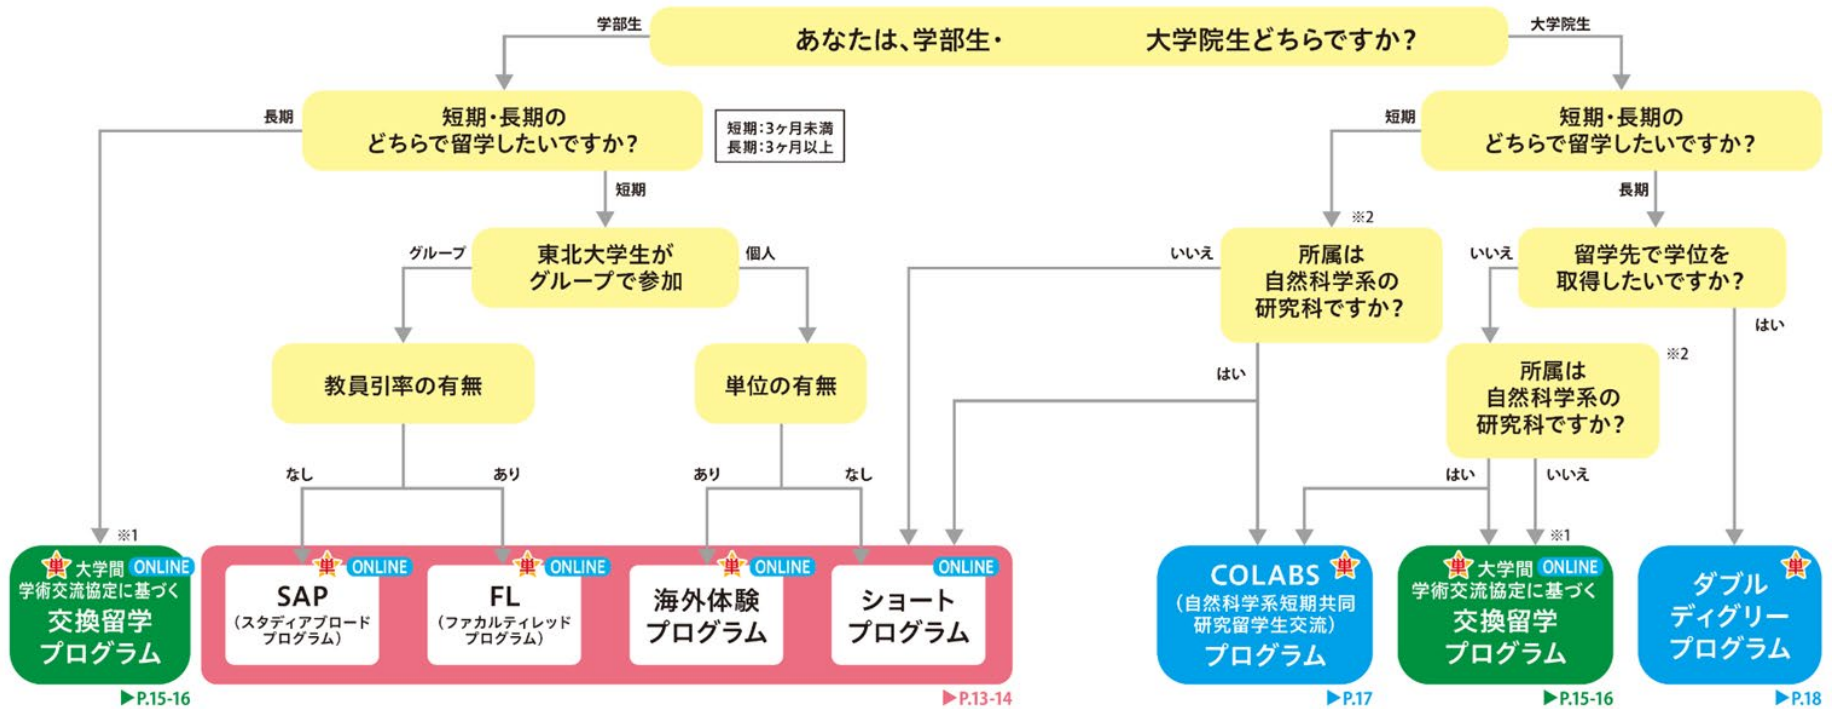 あなたは、学部生・ 大学院生どちらですか？
学部生
大学院生
短期・長期の
どちらで留学したいですか？
長期
短期：3ヶ月未満
長期：3ヶ月以上
短期
短期・長期の
どちらで留学したいですか？
短期
長期
東北大学生が
グループで参加
グループ
個人
※2
所属は
自然科学系の
研究科ですか？
いいえ
はい
留学先で学位を
取得したいですか？
いいえ
はい
教員引率の有無
単位の有無
※2
所属は
自然科学系の
研究科ですか？
なし
あり
あり
なし
はい
いいえ
※1
単 大学間 ONLINE
学術交流協定に基づく
交換留学
プログラム
▶P.15-16
単 ONLINE
SAP
（スタディアブロード
プログラム）
単 ONLINE
FL
（ファカルティレッド
プログラム）
単 ONLINE
海外体験
プログラム
ONLINE
ショート
プログラム
▶P.13-14
COLABS 単
（自然科学系短期共同
研究留学生交流）
プログラム
▶P.17
※1
単 大学間 ONLINE
学術交流協定に基づく
交換留学
プログラム
▶P.15-16
単
ダブル
ディグリー
プログラム
▶P.18